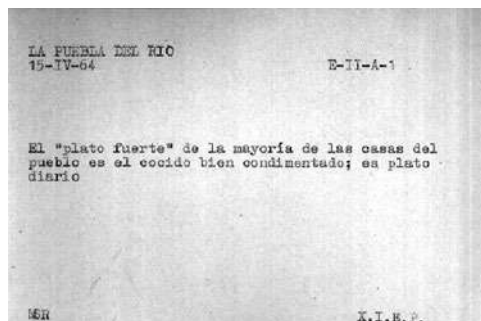 LA PUEBLA DEL RIO
15-IV-64 E-II-A-1
El "plato fuerte" de la mayoría de las casas del
pueblo es el cocido bien condimentado; es plato
diario
MSR X.I.E.P.